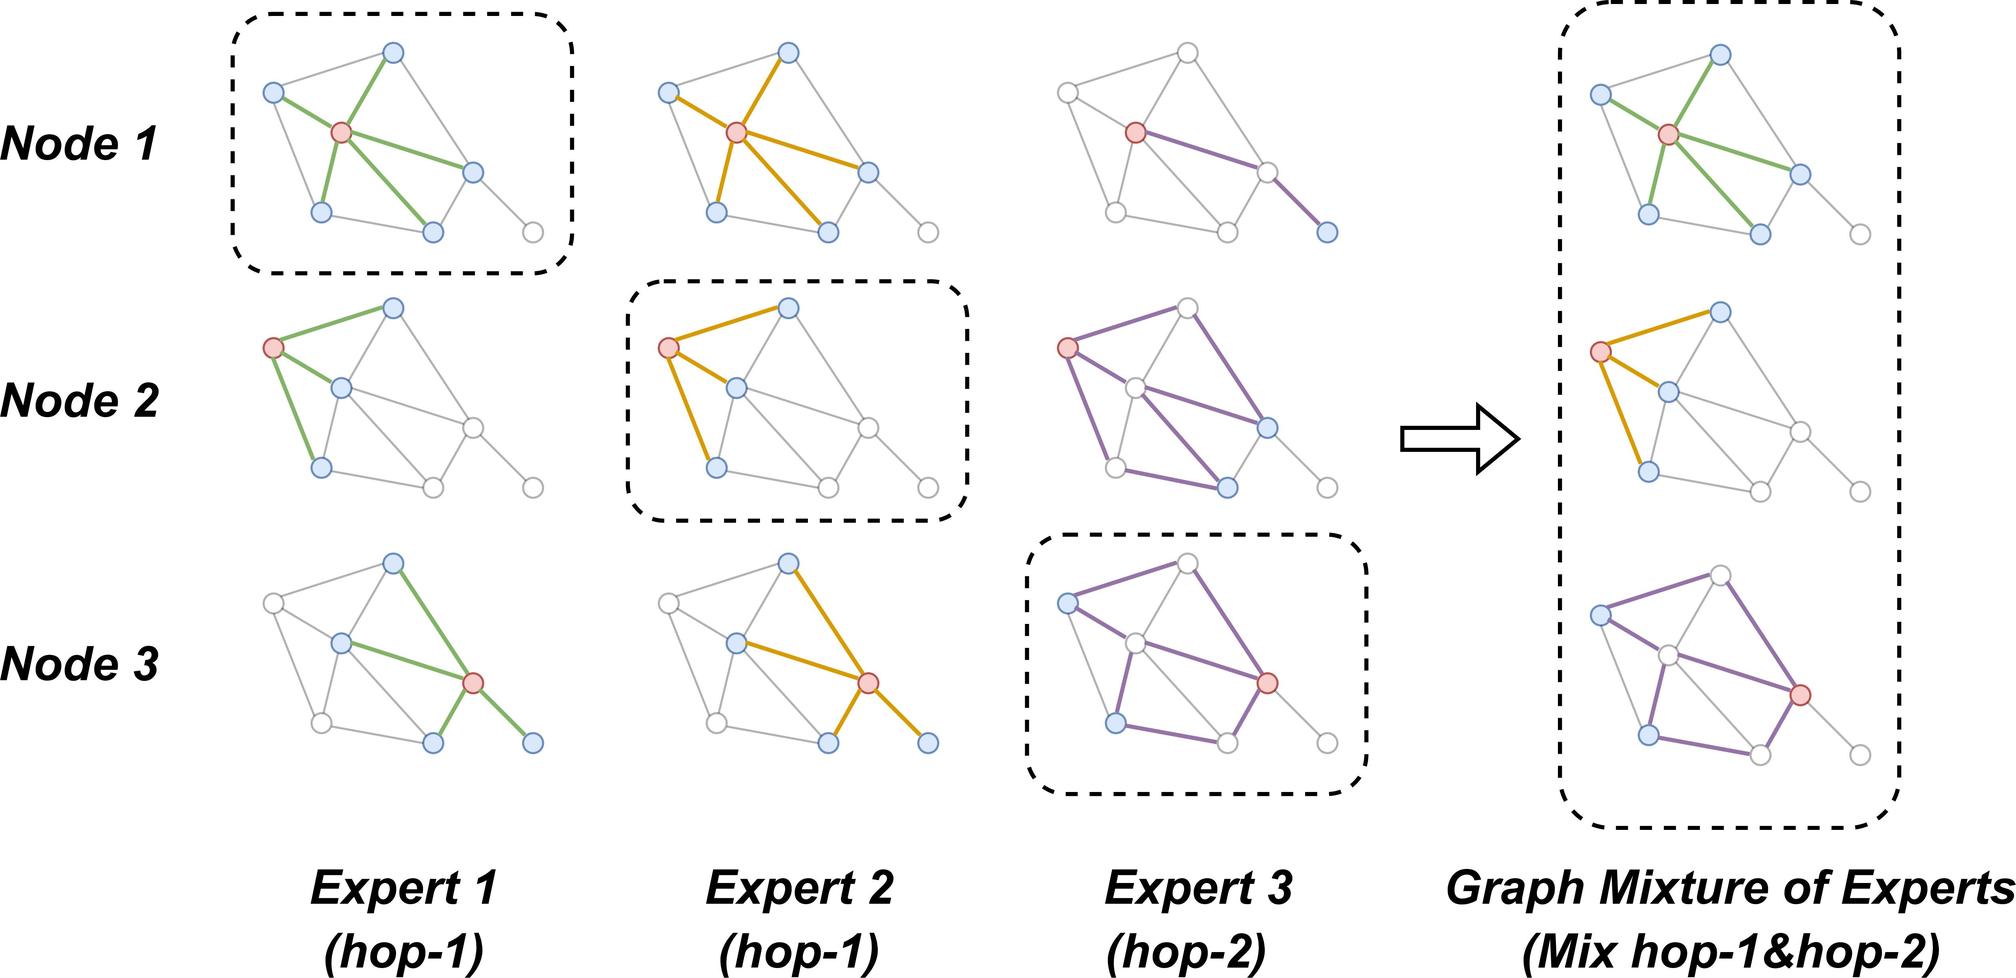 Node 1
Node 2
Node 3
Expert 1
(hop-1)
Expert 2
(hop-1)
Expert 3
(hop-2)
Graph Mixture of Experts
(Mix hop-1&hop-2)